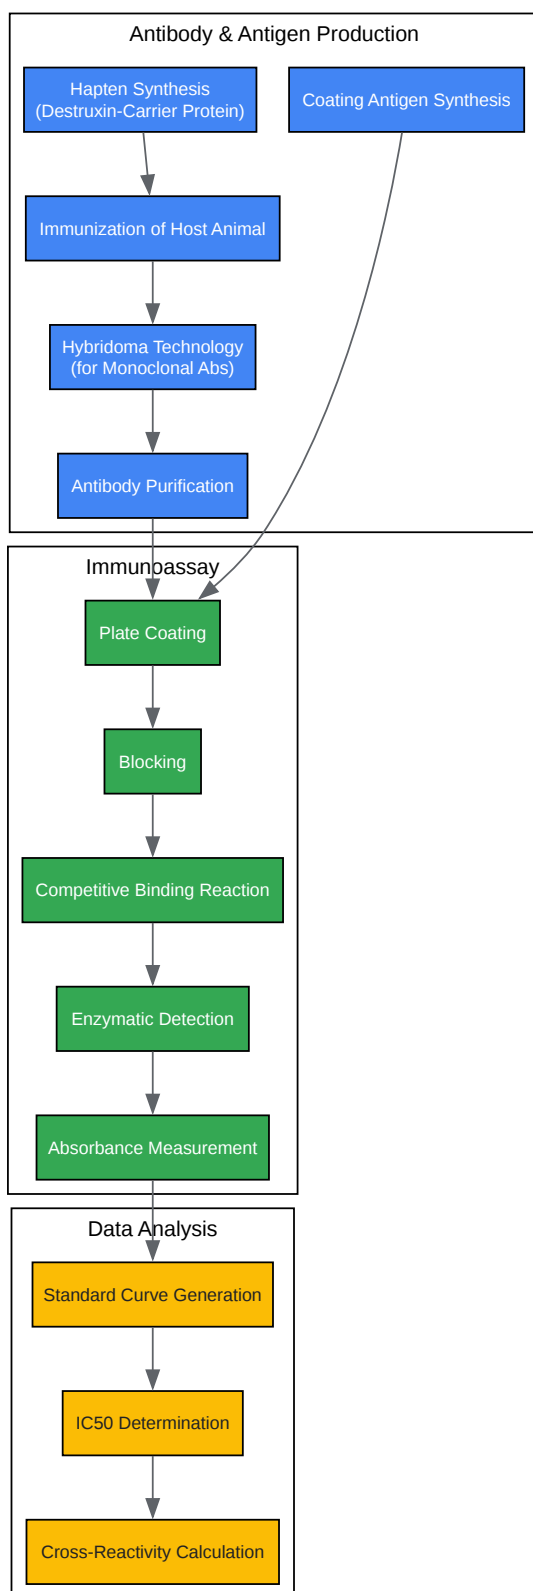 Antibody & Antigen Production
Hapten Synthesis
(Destruxin-Carrier Protein)
Coating Antigen Synthesis
Immunization of Host Animal
Hybridoma Technology
(for Monoclonal Abs)
Antibody Purification
Immunoassay
Plate Coating
Blocking
Competitive Binding Reaction
Enzymatic Detection
Absorbance Measurement
Data Analysis
Standard Curve Generation
IC50 Determination
Cross-Reactivity Calculation